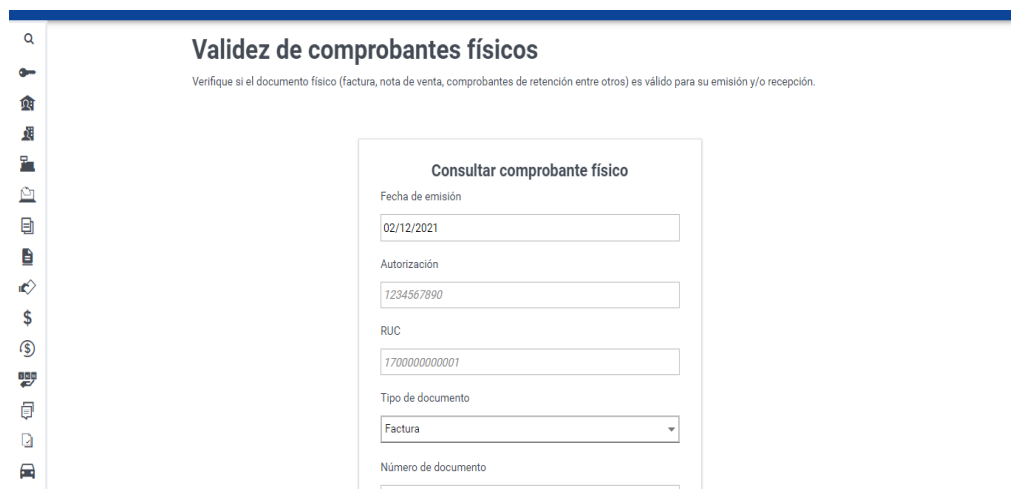 Validez de comprobantes físicos
Verifique si el documento físico (factura, nota de venta, comprobantes de retención entre otros) es válido para su emisión y/o recepción.
Consultar comprobante físico
Fecha de emisión
02/12/2021
Autorización
1234567890
RUC
1700000000001
Tipo de documento
Factura
Número de documento